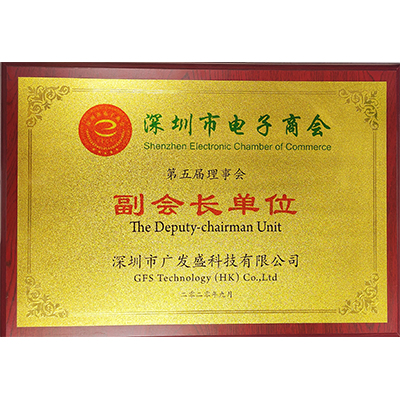 深圳市电子商会
Shenzhen Electronic Chamber of Commerce
第五届理事会
副会长单位
The Deputy-chairman Unit
深圳市广发盛科技有限公司
GFS Technology (HK) Co.,Ltd
二〇二〇年九月